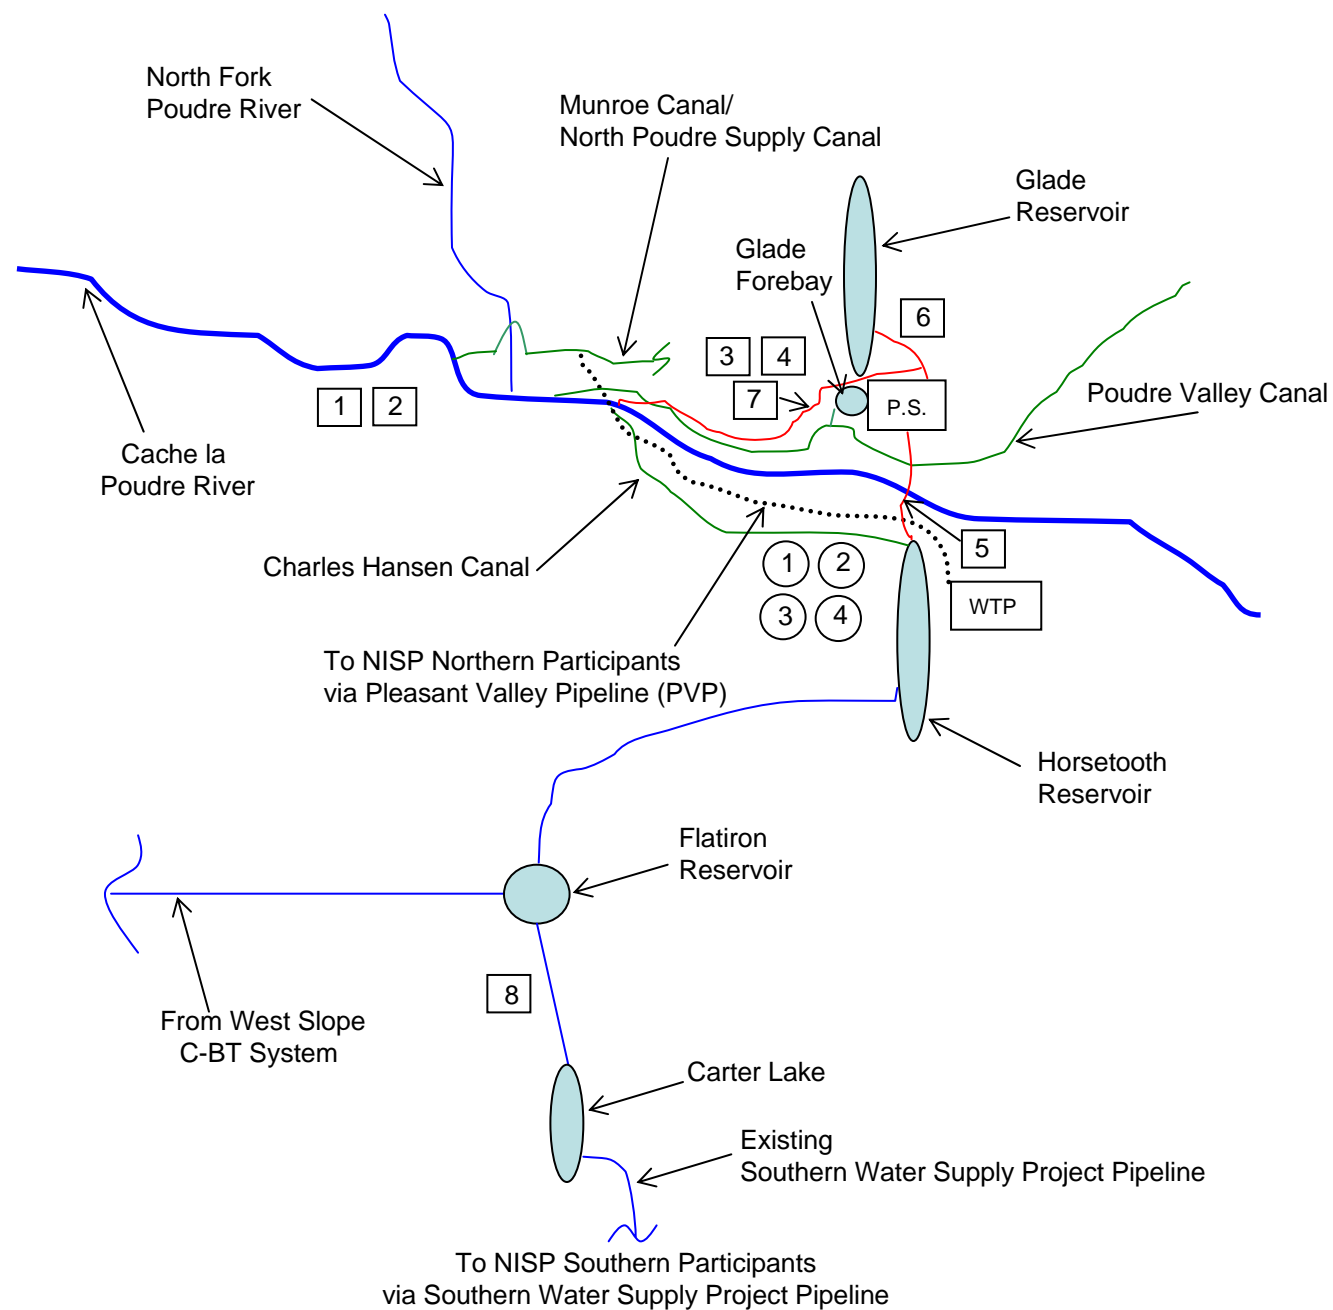 North Fork
Poudre River
Munroe Canal/
North Poudre Supply Canal
Glade
Reservoir
Glade
Forebay
6
3 4
7
P.S.
Poudre Valley Canal
1 2
Cache la
Poudre River
5
Charles Hansen Canal
1 2
3 4
WTP
To NISP Northern Participants
via Pleasant Valley Pipeline (PVP)
Horsetooth
Reservoir
Flatiron
Reservoir
8
From West Slope
C-BT System
Carter Lake
Existing
Southern Water Supply Project Pipeline
To NISP Southern Participants
via Southern Water Supply Project Pipeline